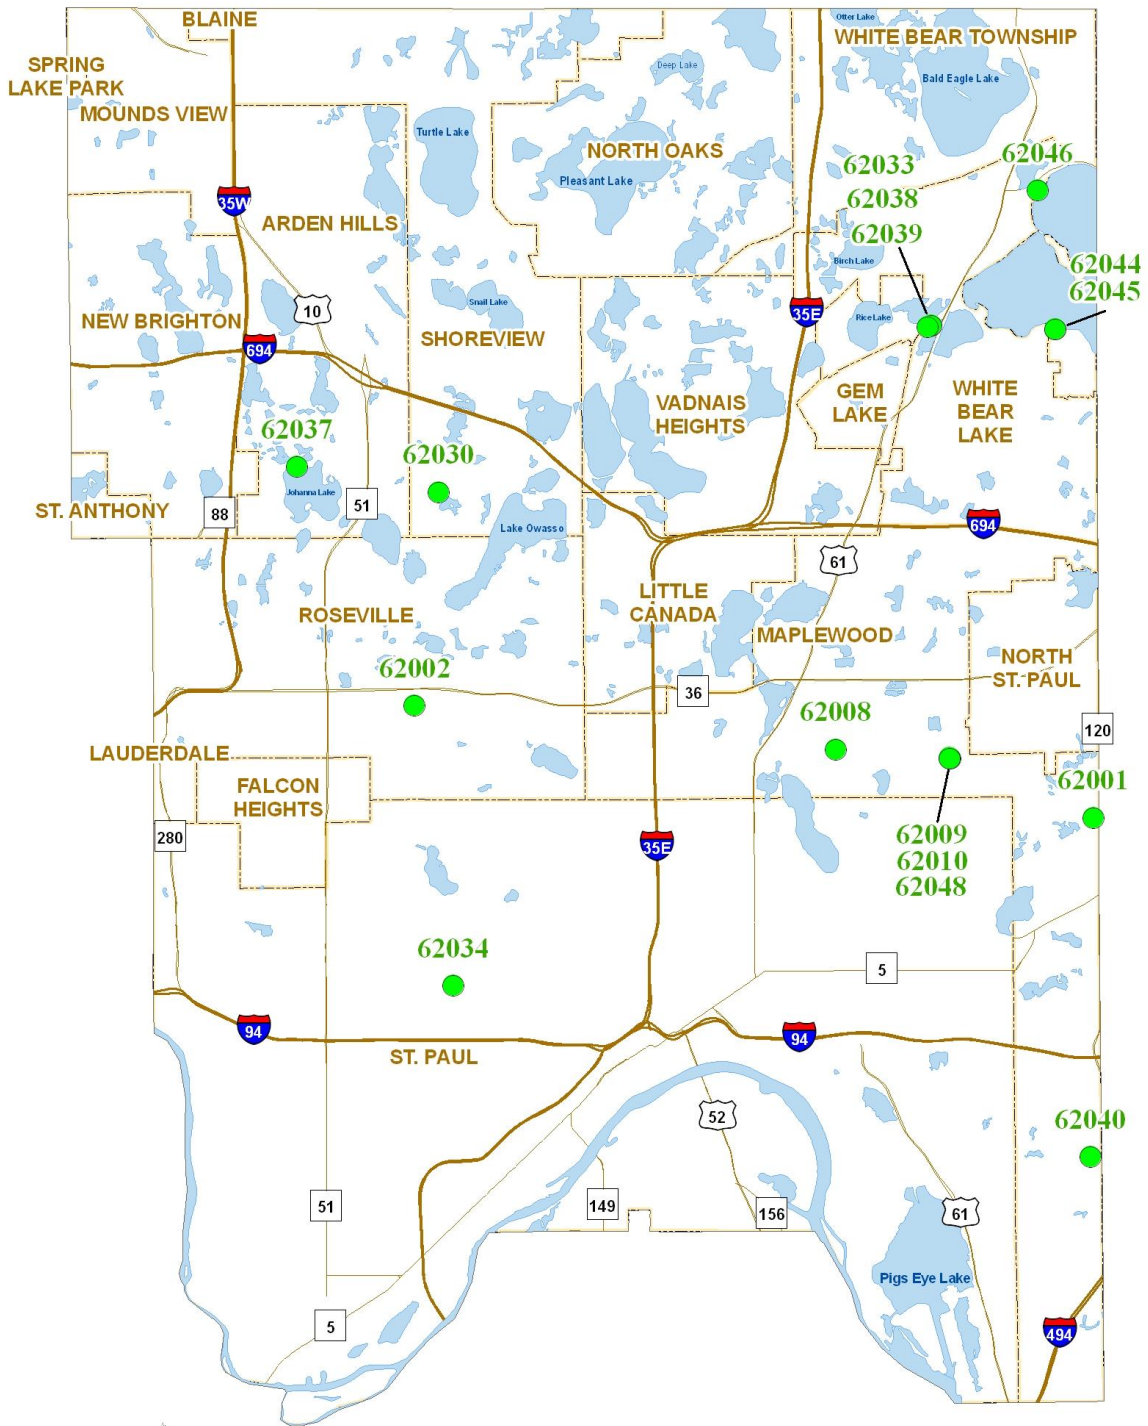 BLAINE
Otter Lake
WHITE BEAR TOWNSHIP
SPRING
LAKE PARK
Deep Lake
Bald Eagle Lake
MOUNDS VIEW
Turtle Lake
NORTH OAKS
62033
62046
Pleasant Lake
62038
35W
ARDEN HILLS
62039
Birch Lake
62044
62045
Snail Lake
10
35E
Rice Lake
NEW BRIGHTON
SHOREVIEW
694
GEM
LAKE
WHITE
BEAR
LAKE
VADNAIS
HEIGHTS
62037
62030
Johanna Lake
51
ST. ANTHONY
88
Lake Owasso
694
61
LITTLE
CANADA
ROSEVILLE
MAPLEWOOD
NORTH
ST. PAUL
62002
36
62008
120
LAUDERDALE
FALCON
HEIGHTS
62001
280
35E
62009
62010
62048
62034
5
94
94
ST. PAUL
52
62040
149
156
51
61
Pigs Eye Lake
5
494